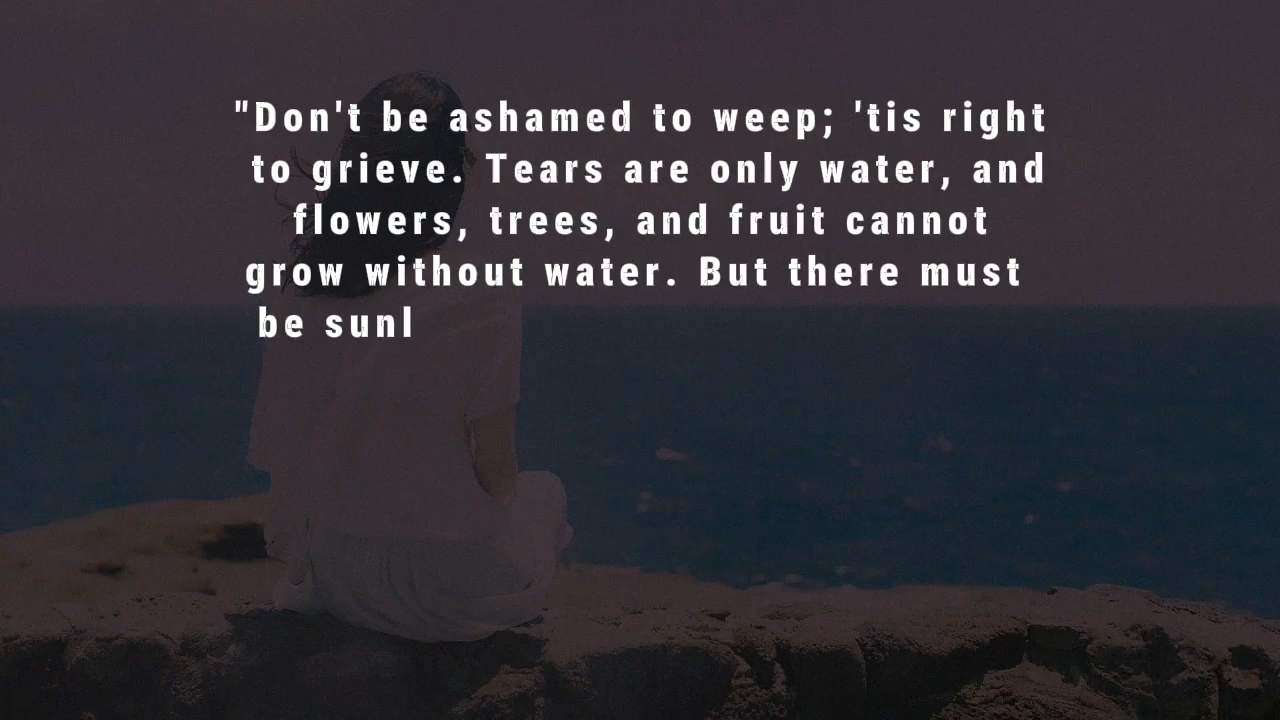 "Don't be ashamed to weep; 'tis right
to grieve. Tears are only water, and
flowers, trees, and fruit cannot
grow without water. But there must
be sunl